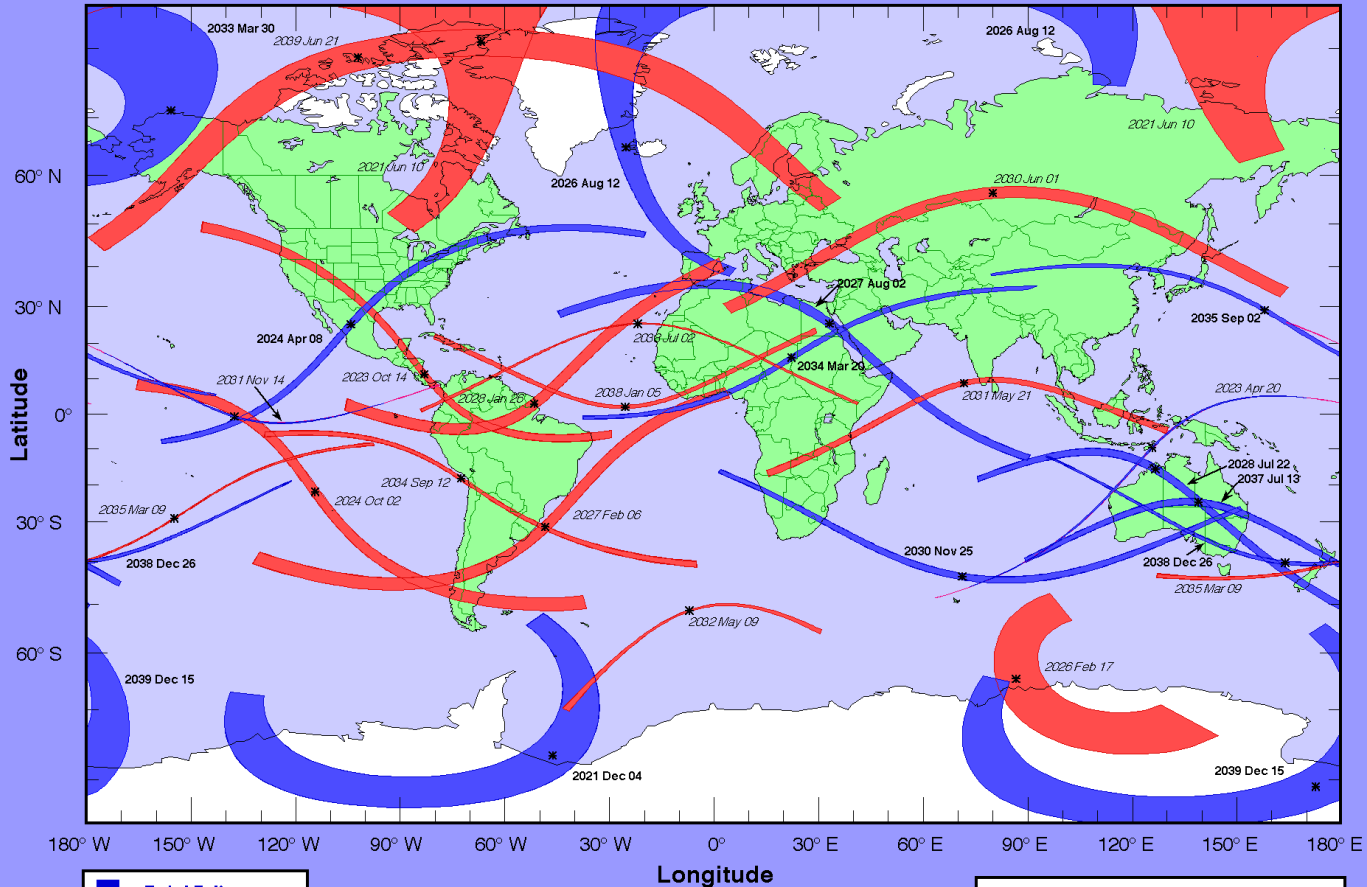 2033 Mar 30
2039 Jun 21
2026 Aug 12
2021 Jun 10
2021 Jun 10
2026 Aug 12
60° N
2030 Jun 01
2027 Aug 02
30° N
2035 Sep 02
2024 Apr 08
2036 Jul 02
2034 Mar 20
2031 Nov 14
2023 Oct 14
2028 Jan 26
2038 Jan 05
2031 May 21
2023 Apr 20
0°
Latitude
2028 Jul 22
2037 Jul 13
2034 Sep 12
2024 Oct 02
2035 Mar 09
2027 Feb 06
30° S
2030 Nov 25
2038 Dec 26
2038 Dec 26
2035 Mar 09
2032 May 09
60° S
2026 Feb 17
2039 Dec 15
2021 Dec 04
2039 Dec 15
180° W 150° W 120° W 90° W 60° W 30° W 0° 30° E 60° E 90° E 120° E 150° E 180° E
Longitude